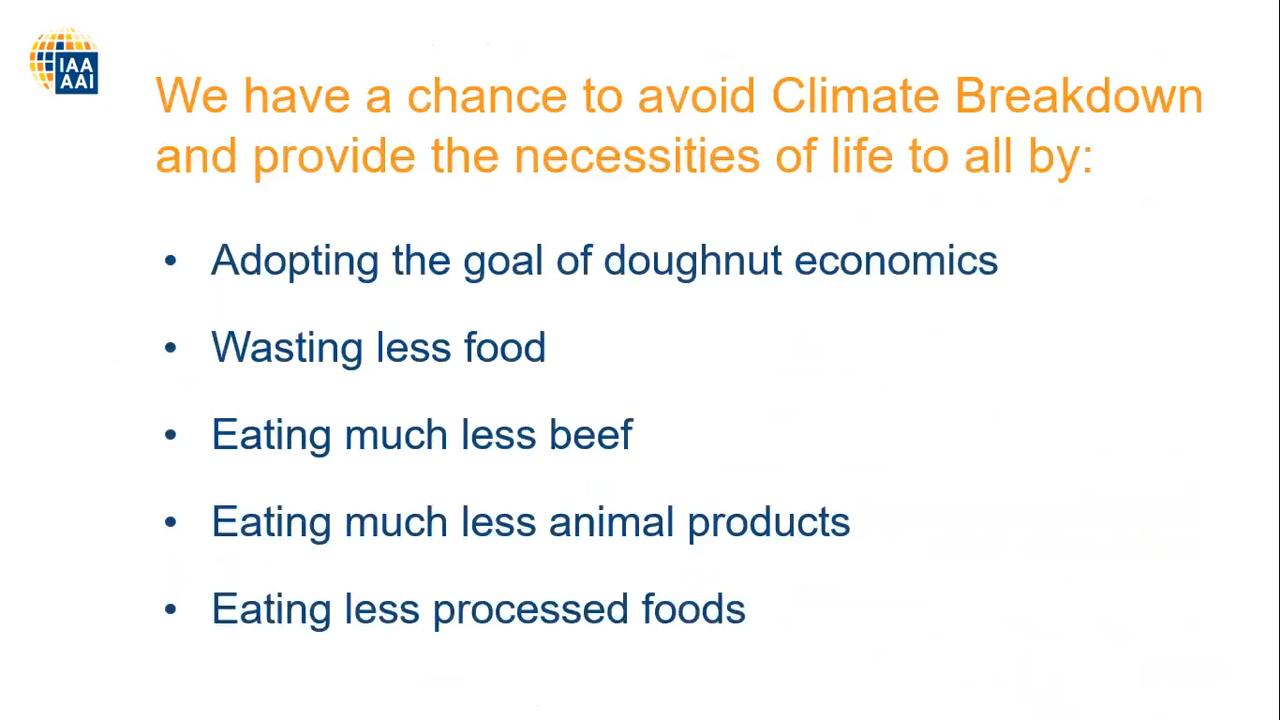 IAA
AAI
We have a chance to avoid Climate Breakdown
and provide the necessities of life to all by:
• Adopting the goal of doughnut economics
• Wasting less food
• Eating much less beef
• Eating much less animal products
• Eating less processed foods